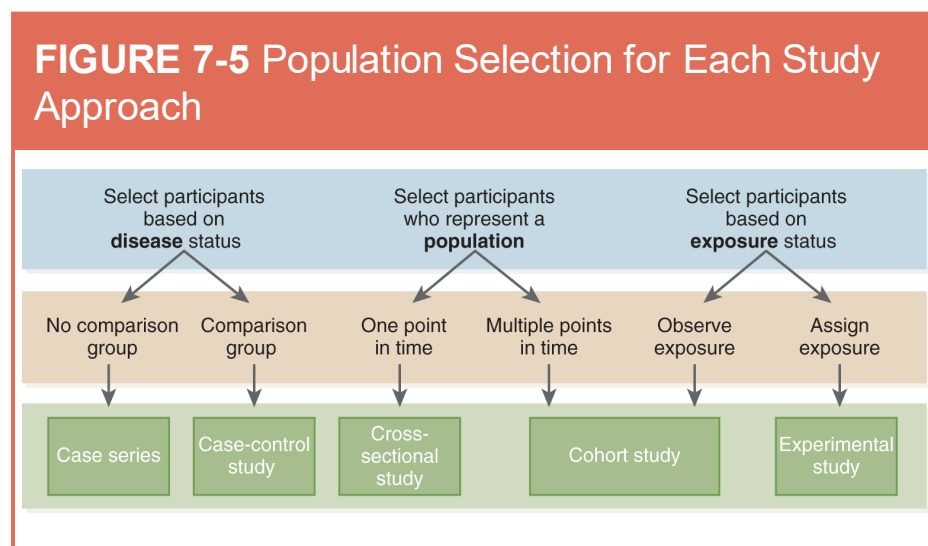 FIGURE 7-5 Population Selection for Each Study
Approach
Select participants
based on
disease status
Select participants
who represent a
population
Select participants
based on
exposure status
No comparison
group
Comparison
group
One point
in time
Multiple points
in time
Observe
exposure
Assign
exposure
Case series
Case-control
study
Cross-
sectional
study
Cohort study
Experimental
study